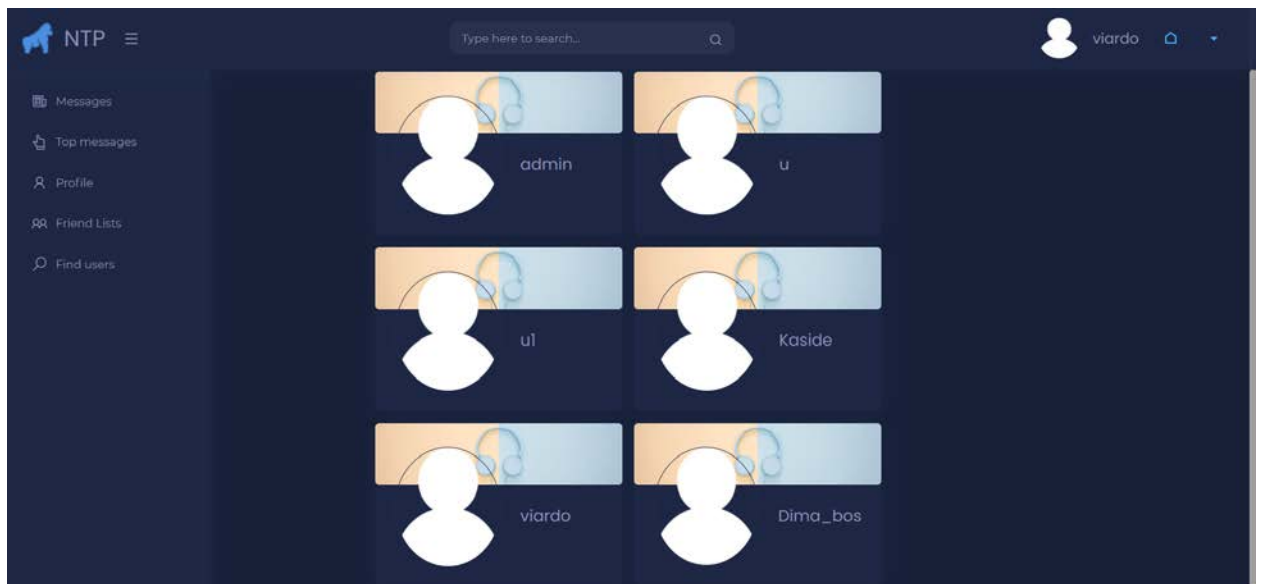 NTP
Type here to search...
viardo
Messages
Top messages
Profile
Friend Lists
Find users
admin
u
u1
Kaside
viardo
Dima_bos